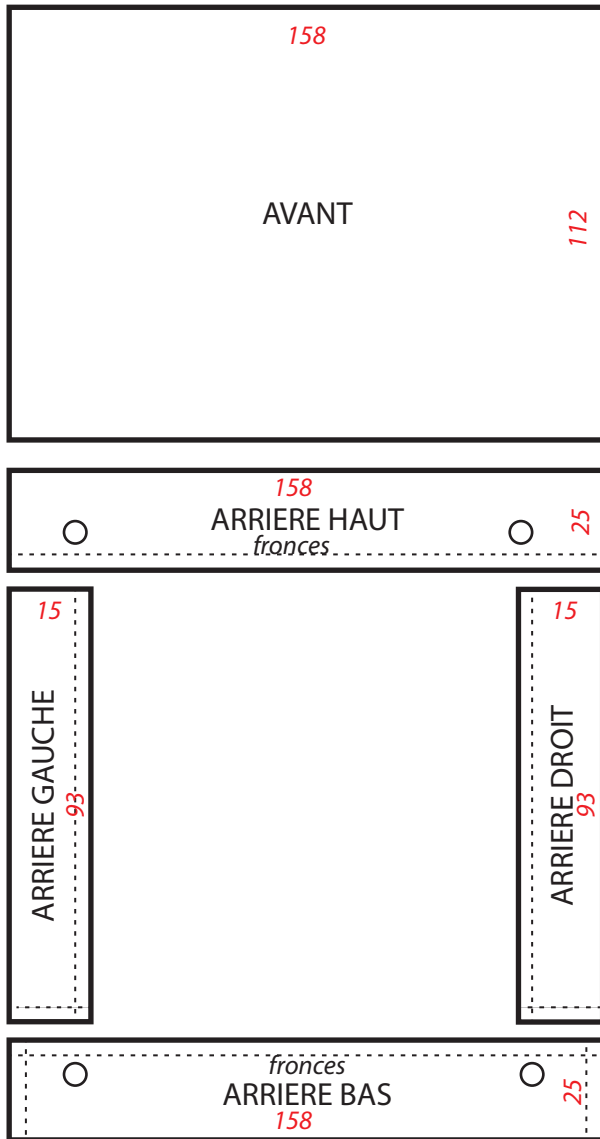 158
AVANT
112
158
ARRIERE HAUT
25
fronces
15
15
ARRIERE GAUCHE
93
ARRIERE DROIT
93
fronces
ARRIERE BAS
25
158